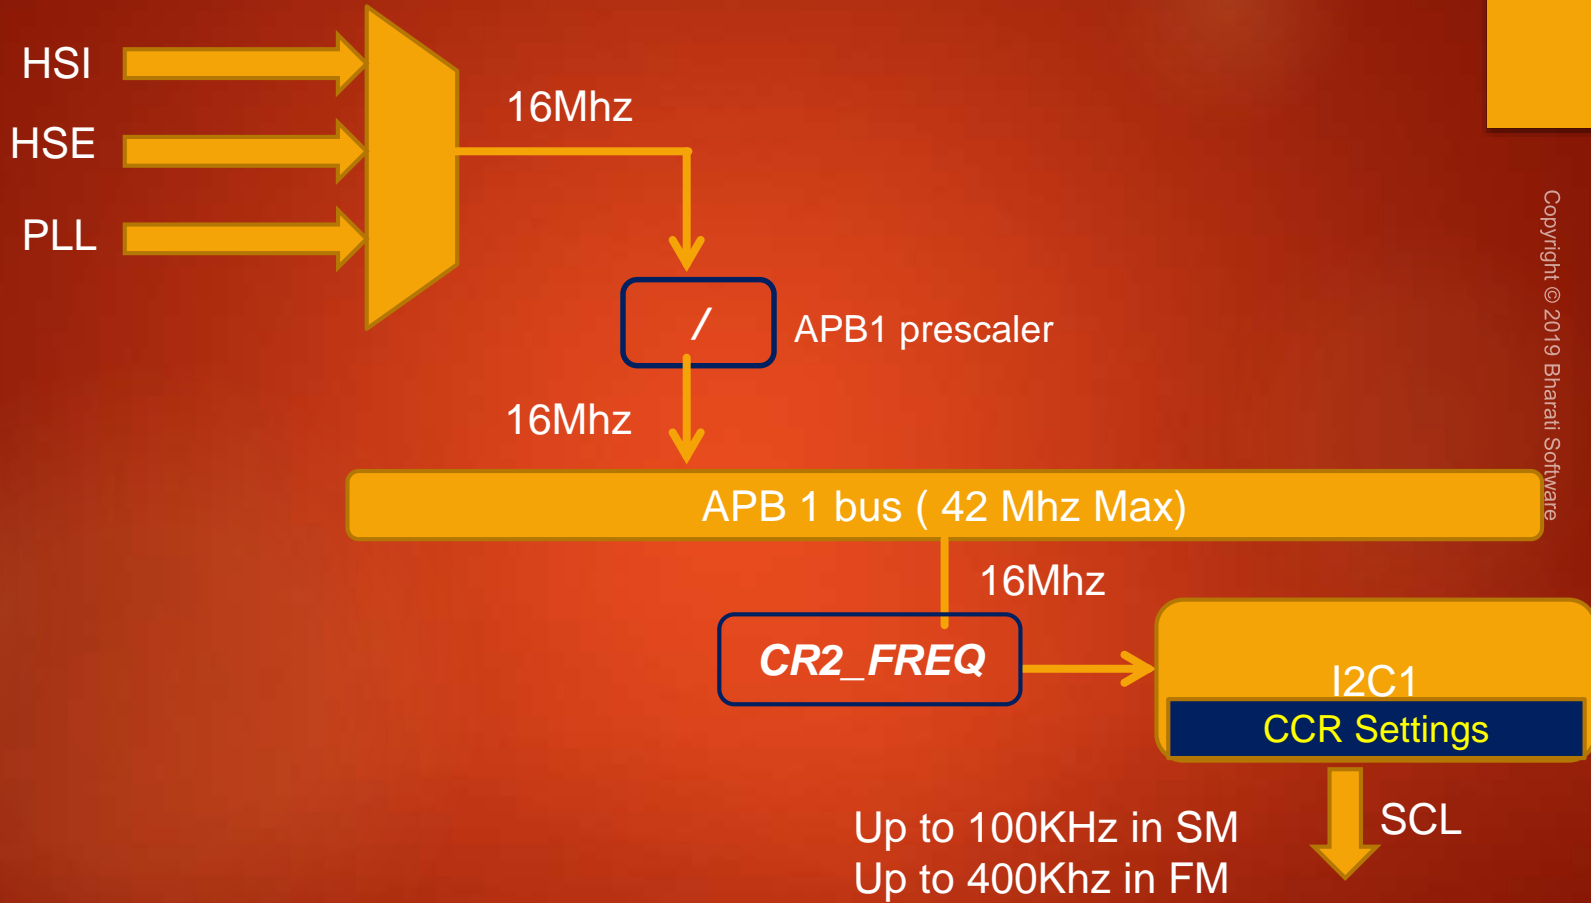 HSI
16Mhz
HSE
PLL
/
APB1 prescaler
16Mhz
APB 1 bus ( 42 Mhz Max)
16Mhz
CR2_FREQ
I2C1
CCR Settings
SCL
Up to 100KHz in SM
Up to 400Khz in FM
Copyright © 2019 Bharati Software